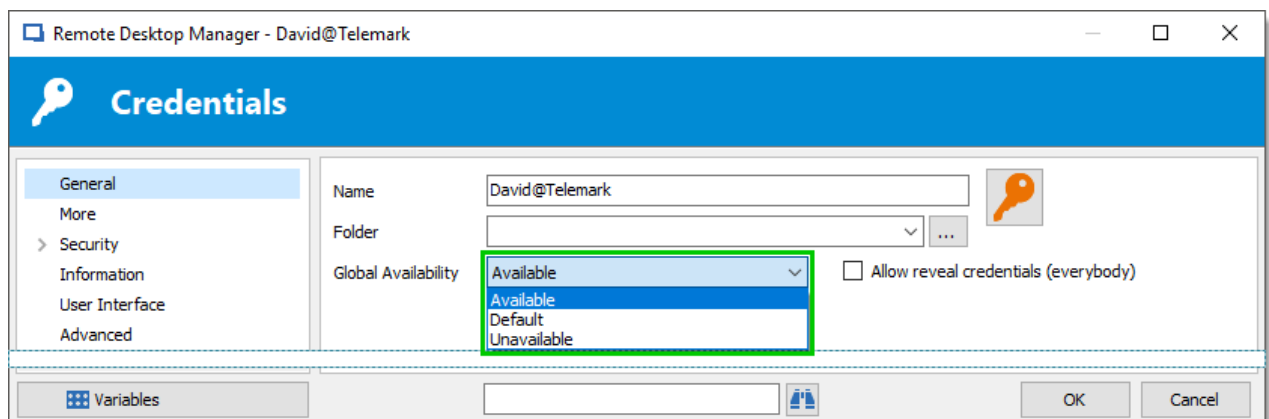 Remote Desktop Manager - David@Telemark
Credentials
General
More
Security
Information
User Interface
Advanced
Name
David@Telemark
Folder
...
Global Availability
Available
Allow reveal credentials (everybody)
Available
Default
Unavailable
Variables
OK
Cancel